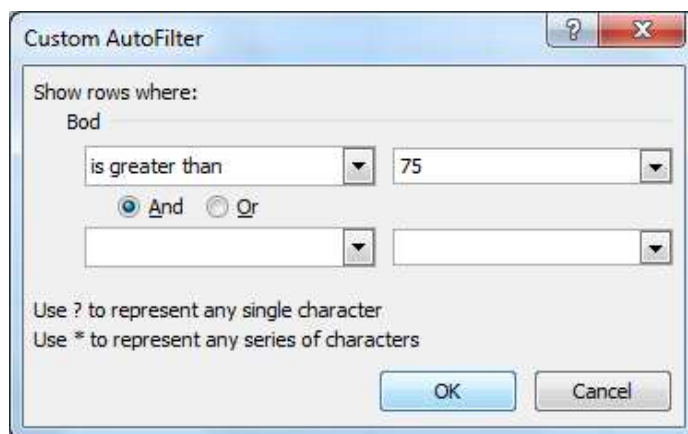 Custom AutoFilter ? X
Show rows where:
Bod
is greater than 75
And Or
Use ? to represent any single character
Use * to represent any series of characters
OK Cancel